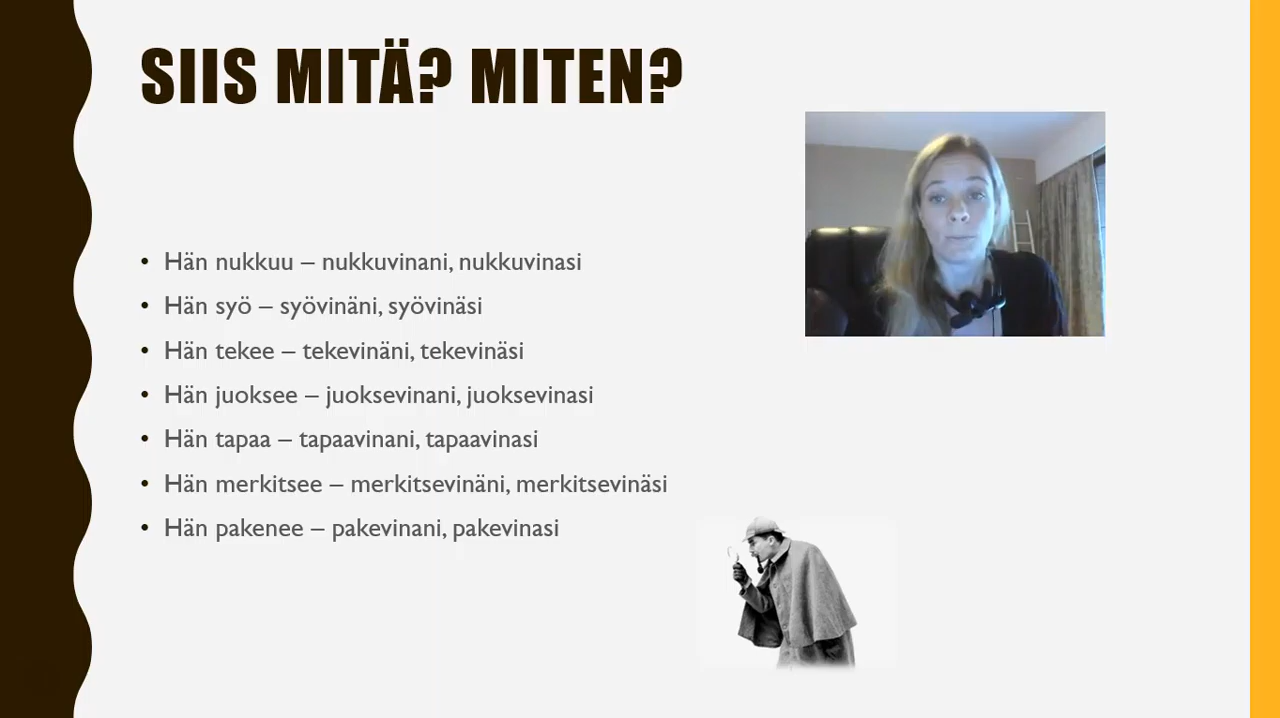 SIIS MITÄ? MITEN?
• Hän nukkuu – nukkuvinani, nukkuvinasi
• Hän syö – syövinäni, syövinäsi
• Hän tekee – tekevinäni, tekevinäsi
• Hän juoksee – juoksevinani, juoksevinasi
• Hän tapaa – tapaavinani, tapaavinasi
• Hän merkitsee – merkitsevinäni, merkitsevinäsi
• Hän pakenee – pakevinani, pakevinasi